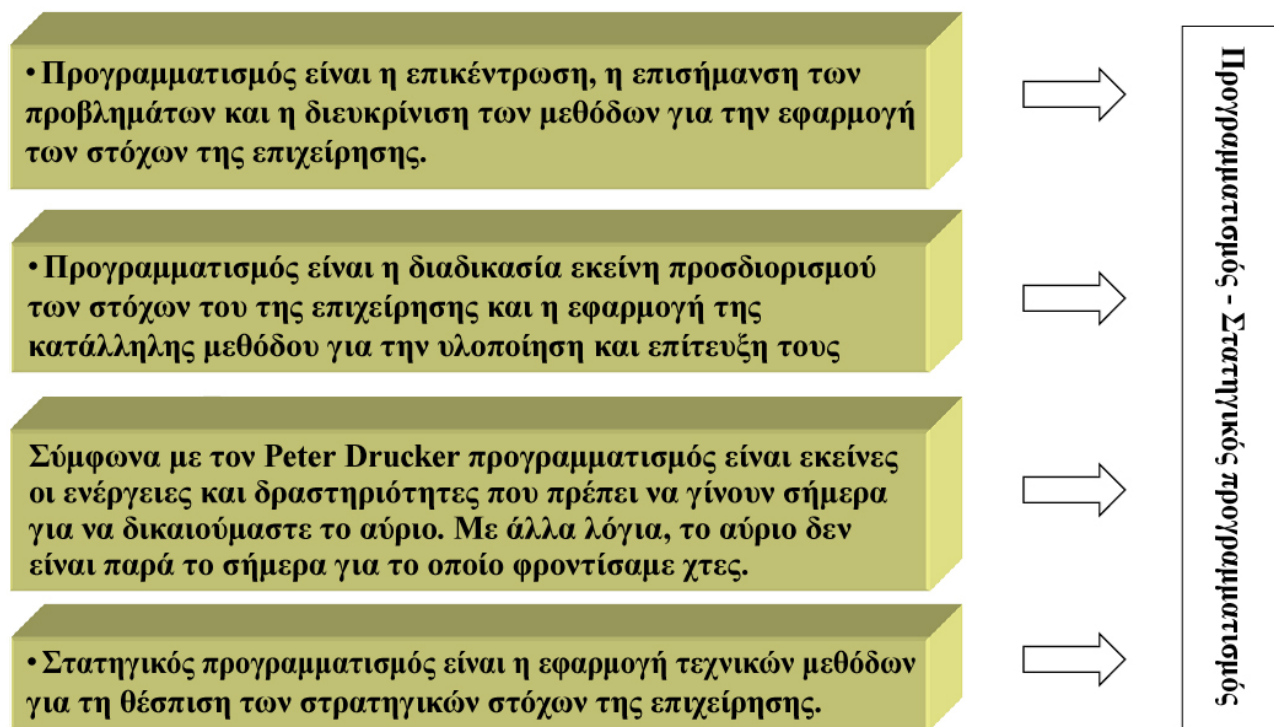 • Προγραμματισμός είναι η επικέντρωση, η επισήμανση των
προβλημάτων και η διευκρίνιση των μεθόδων για την εφαρμογή
των στόχων της επιχείρησης.
• Προγραμματισμός είναι η διαδικασία εκείνη προσδιορισμού
των στόχων του της επιχείρησης και η εφαρμογή της
κατάλληλης μεθόδου για την υλοποίηση και επίτευξη τους
Σύμφωνα με τον Peter Drucker προγραμματισμός είναι εκείνες
οι ενέργειες και δραστηριότητες που πρέπει να γίνουν σήμερα
για να δικαιούμαστε το αύριο. Με άλλα λόγια, το αύριο δεν
είναι παρά το σήμερα για το οποίο φροντίσαμε χτες.
• Στατηγικός προγραμματισμός είναι η εφαρμογή τεχνικών μεθόδων
για τη θέσπιση των στρατηγικών στόχων της επιχείρησης.
Προγραμματισμός - Στατηγικός προγραμματισμός